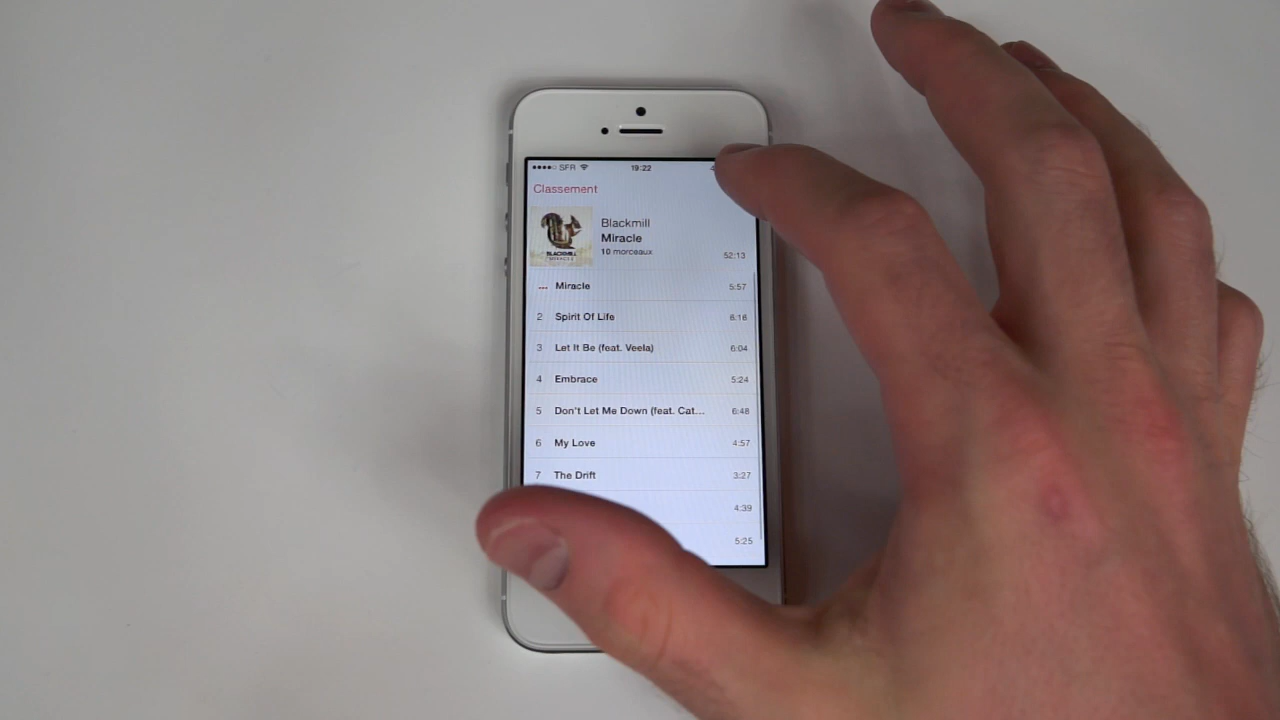 SFR 19:22
Classement
Blackmill
Miracle
10 morceaux
52:13
BLACKMILL
MIRACLE
... Miracle 5:57
2 Spirit Of Life 6:16
3 Let It Be (feat. Veela) 6:04
4 Embrace 5:24
5 Don't Let Me Down (feat. Cat... 6:48
6 My Love 4:57
7 The Drift 3:27
4:39
5:25